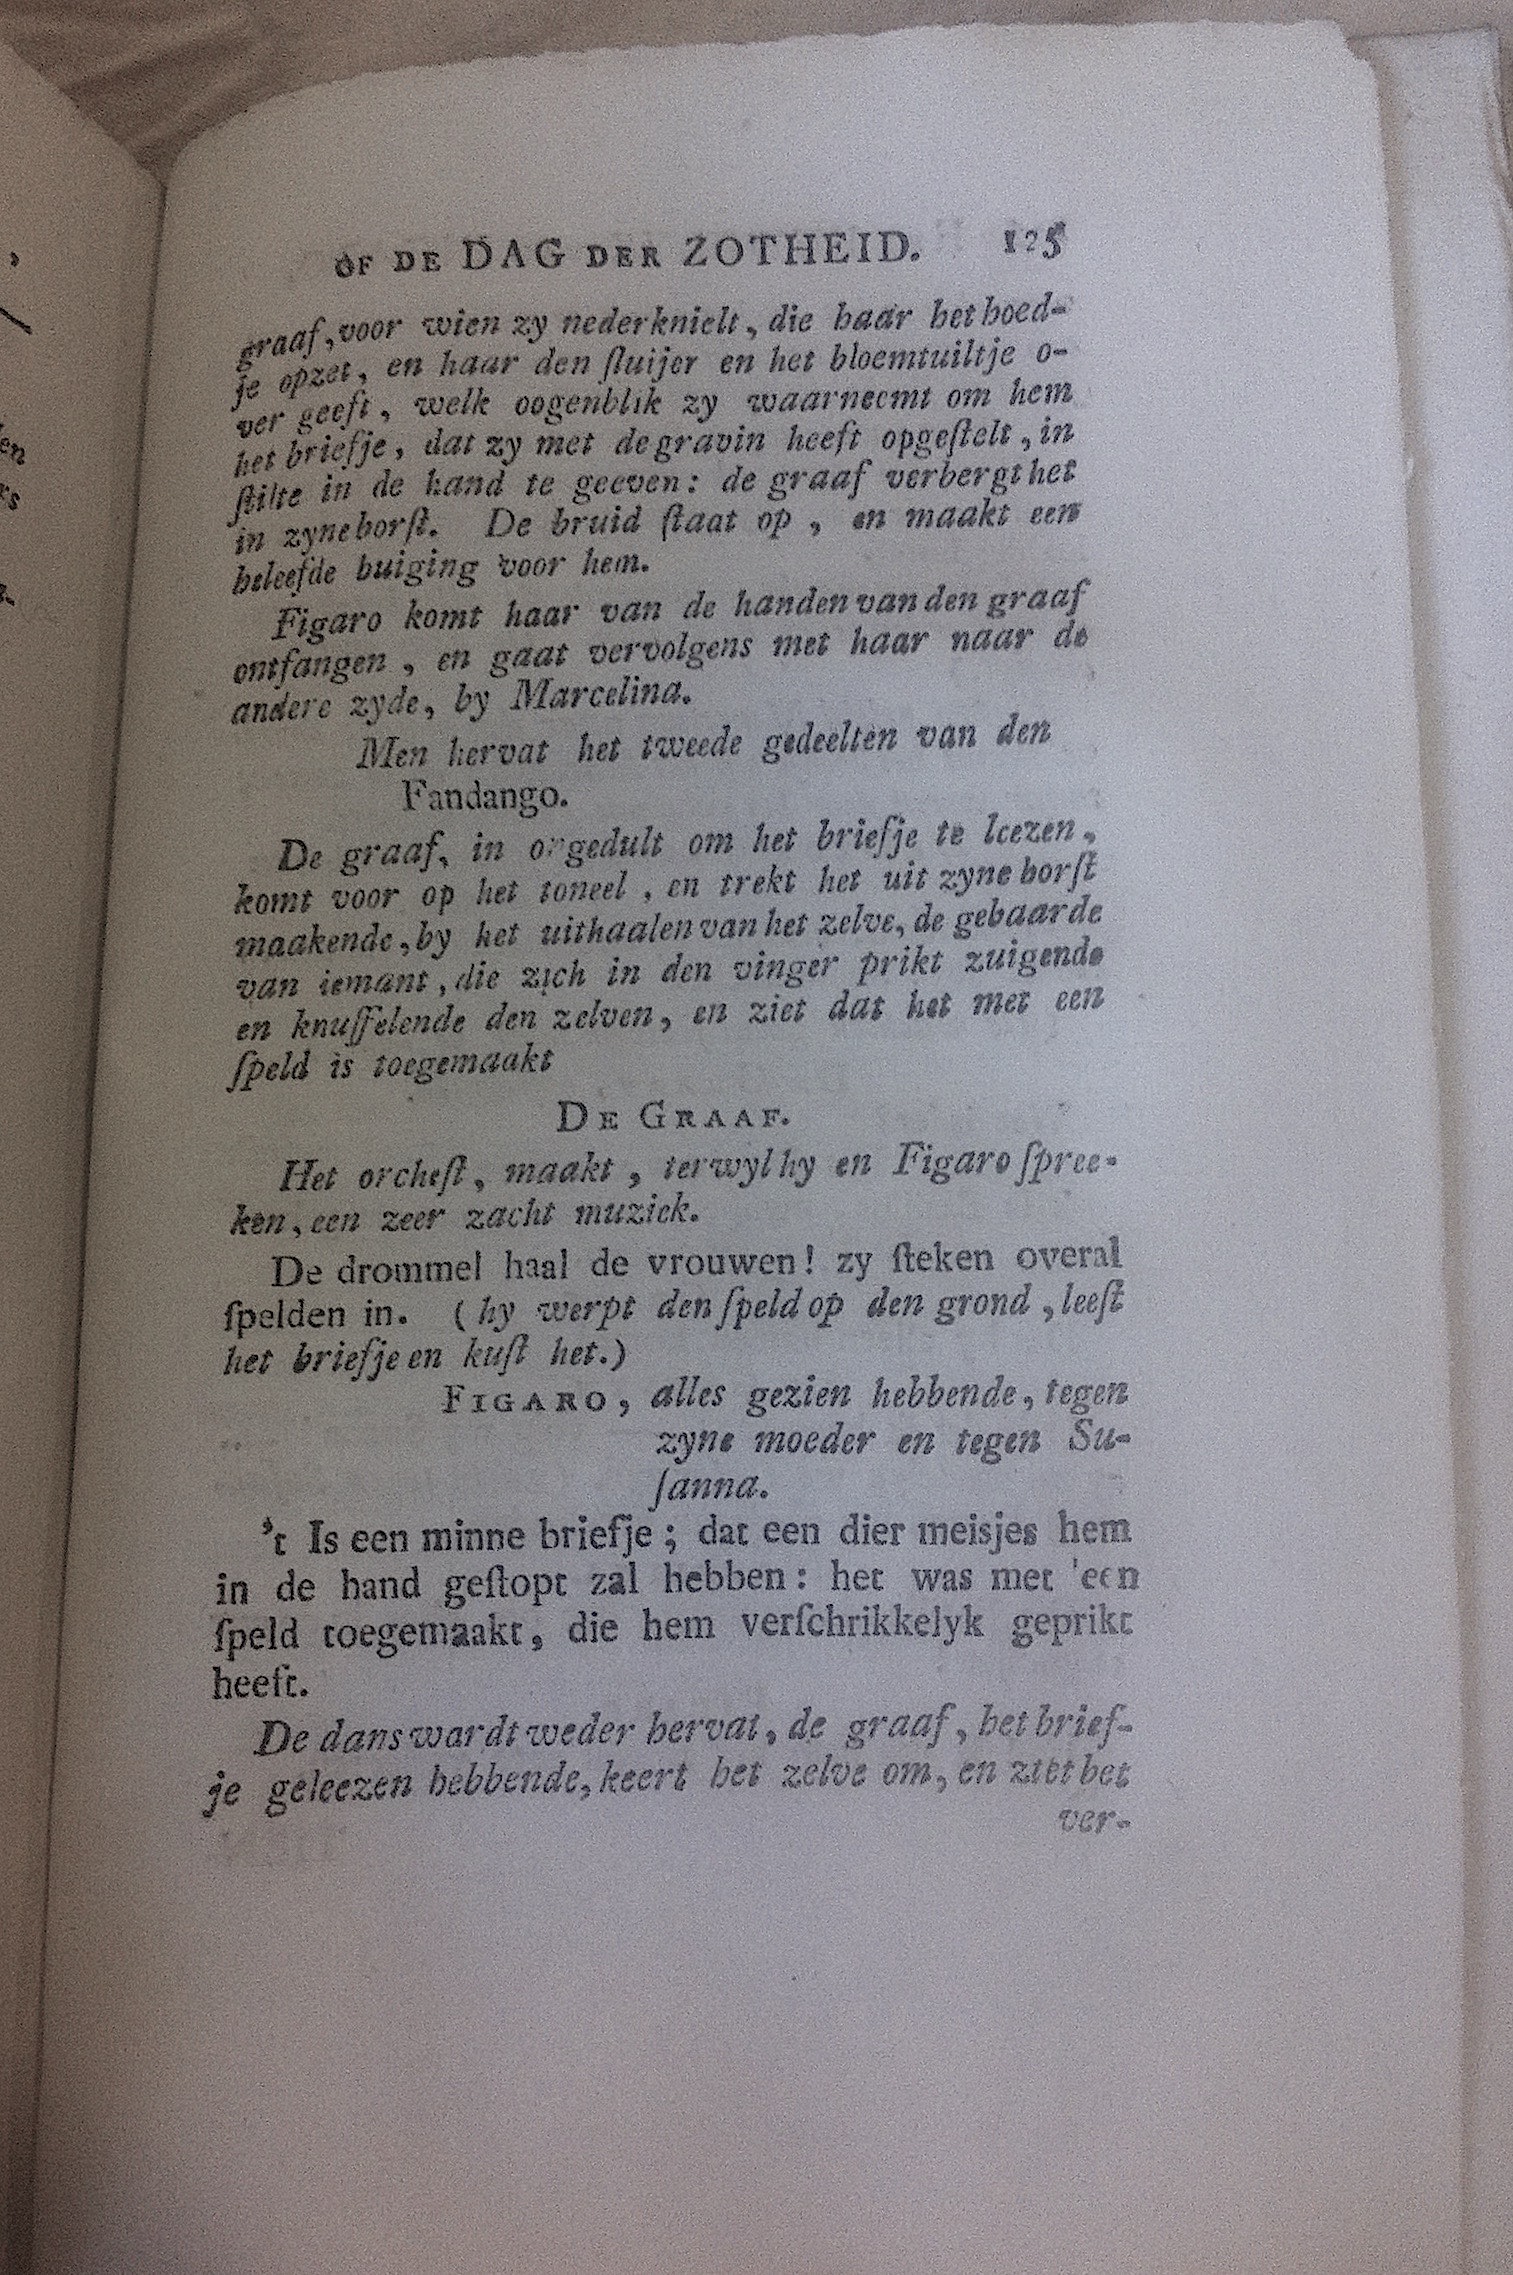 OF DE DAG DER ZOTHEID. 125
graaf, voor wien zy nederknielt, die haar het hoed-
je opzet, en haar den ſluijer en het bloemtuiltje o-
ver geeft, welk oogenblik zy waarneemt om hem
het briefje, dat zy met de gravin heeft opgeſtelt, in
ſtilte in de hand te geeven: de graaf verbergt het
in zyne borſt. De bruid ſtaat op, en maakt een
beleefde buiging voor hem.
Figaro komt haar van de handen van den graaf
ontfangen, en gaat vervolgens met haar naar de
andere zyde, by Marcelina.
Men hervat het tweede gedeelten van den
Fandango.
De graaf, in ongedult om het briefje te leezen,
komt voor op het toneel, en trekt het uit zyne borſt
maakende, by het uithaalen van het zelve, de gebaarde
van iemant, die zich in den vinger prikt zuigende
en knuffelende den zelven, en ziet dat het met een
ſpeld is toegemaakt
DE GRAAF.
Het orcheſt, maakt, terwyl hy en Figaro ſpree-
ken, een zeer zacht muziek.
De drommel haal de vrouwen! zy ſteken overal
ſpelden in. (hy werpt den ſpeld op den grond, leeſt
het briefje en kuſt het.)
FIGARO, alles gezien hebbende, tegen
zyne moeder en tegen Su-
ſanna.
't Is een minne briefje; dat een dier meisjes hem
in de hand geſtopt zal hebben: het was met een
ſpeld toegemaakt, die hem verſchrikkelyk geprikt
heeft.
De dans wardt weder hervat, de graaf, het brief-
je geleezen hebbende, keert het zelve om, en ziet het
ver-